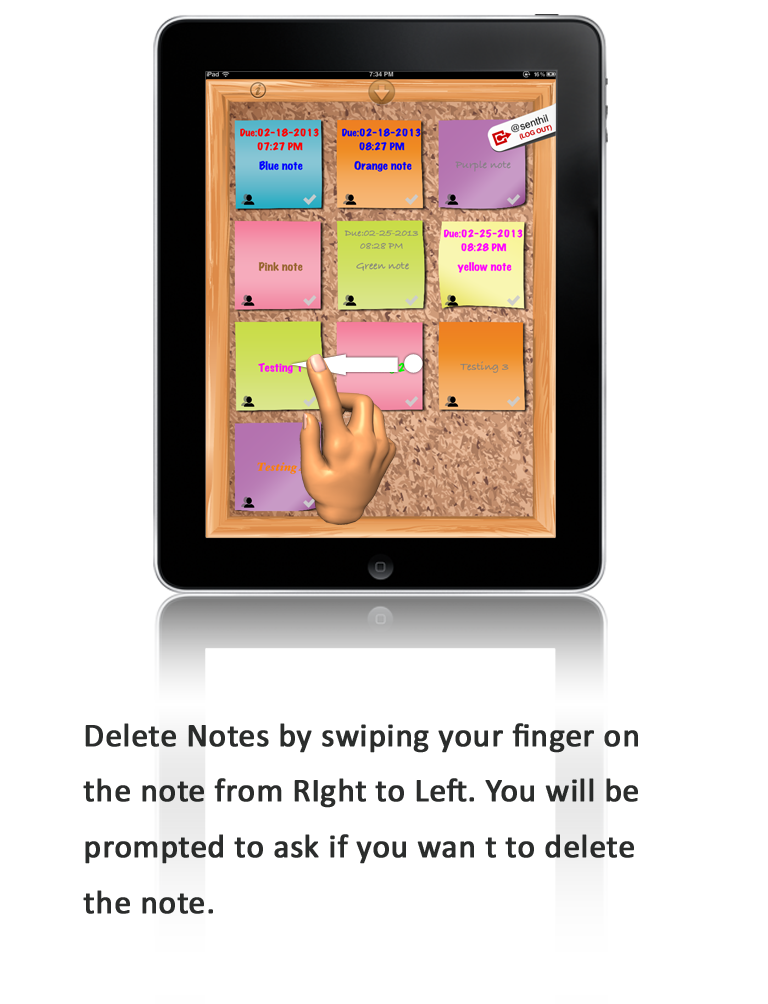 iPad 7:34 PM 16%
i
@senthil
(LOG OUT)
Due:02-18-2013
07:27 PM
Blue note
Due:02-18-2013
08:27 PM
Orange note
Purple note
Pink note
Due:02-25-2013
08:28 PM
Green note
Due:02-25-2013
08:28 PM
yellow note
Testing 1
2
Testing 3
Testing
Delete Notes by swiping your finger on
the note from RIght to Left. You will be
prompted to ask if you wan t to delete
the note.